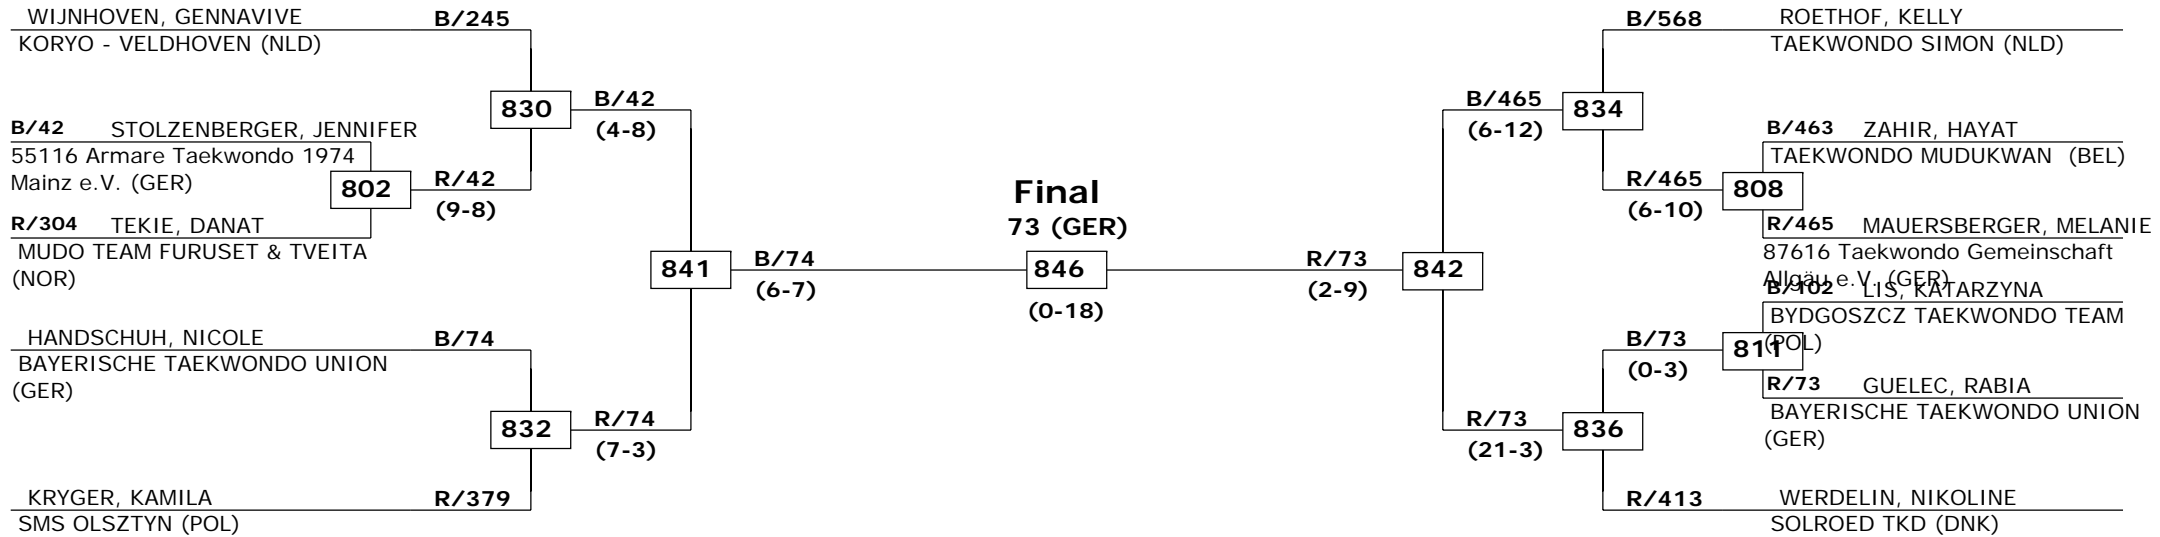 WIJNHOVEN, GENNAVIVE B/245
KORYO - VELDHOVEN (NLD)
830
B/42
(4-8)
B/42 STOLZENBERGER, JENNIFER
55116 Armare Taekwondo 1974
Mainz e.V. (GER)
802
R/42
(9-8)
R/304 TEKIE, DANAT
MUDO TEAM FURUSET & TVEITA
(NOR)
841
B/74
(6-7)
HANDSCHUH, NICOLE B/74
BAYERISCHE TAEKWONDO UNION
(GER)
832
R/74
(7-3)
KRYGER, KAMILA R/379
SMS OLSZTYN (POL)
Final
73 (GER)
846
(0-18)
B/568 ROETHOF, KELLY
TAEKWONDO SIMON (NLD)
B/465
(6-12)
834
B/463 ZAHIR, HAYAT
TAEKWONDO MUDUKWAN (BEL)
R/465
(6-10)
808
R/465 MAUERSBERGER, MELANIE
87616 Taekwondo Gemeinschaft
Allgäu e.V. (GER)
R/73
(2-9)
842
B/102 LIS, KATARZYNA
BYDGOSZCZ TAEKWONDO TEAM
(POL)
B/73
(0-3)
811
R/73 GUELEC, RABIA
BAYERISCHE TAEKWONDO UNION
(GER)
R/73
(21-3)
836
R/413 WERDELIN, NIKOLINE
SOLROED TKD (DNK)